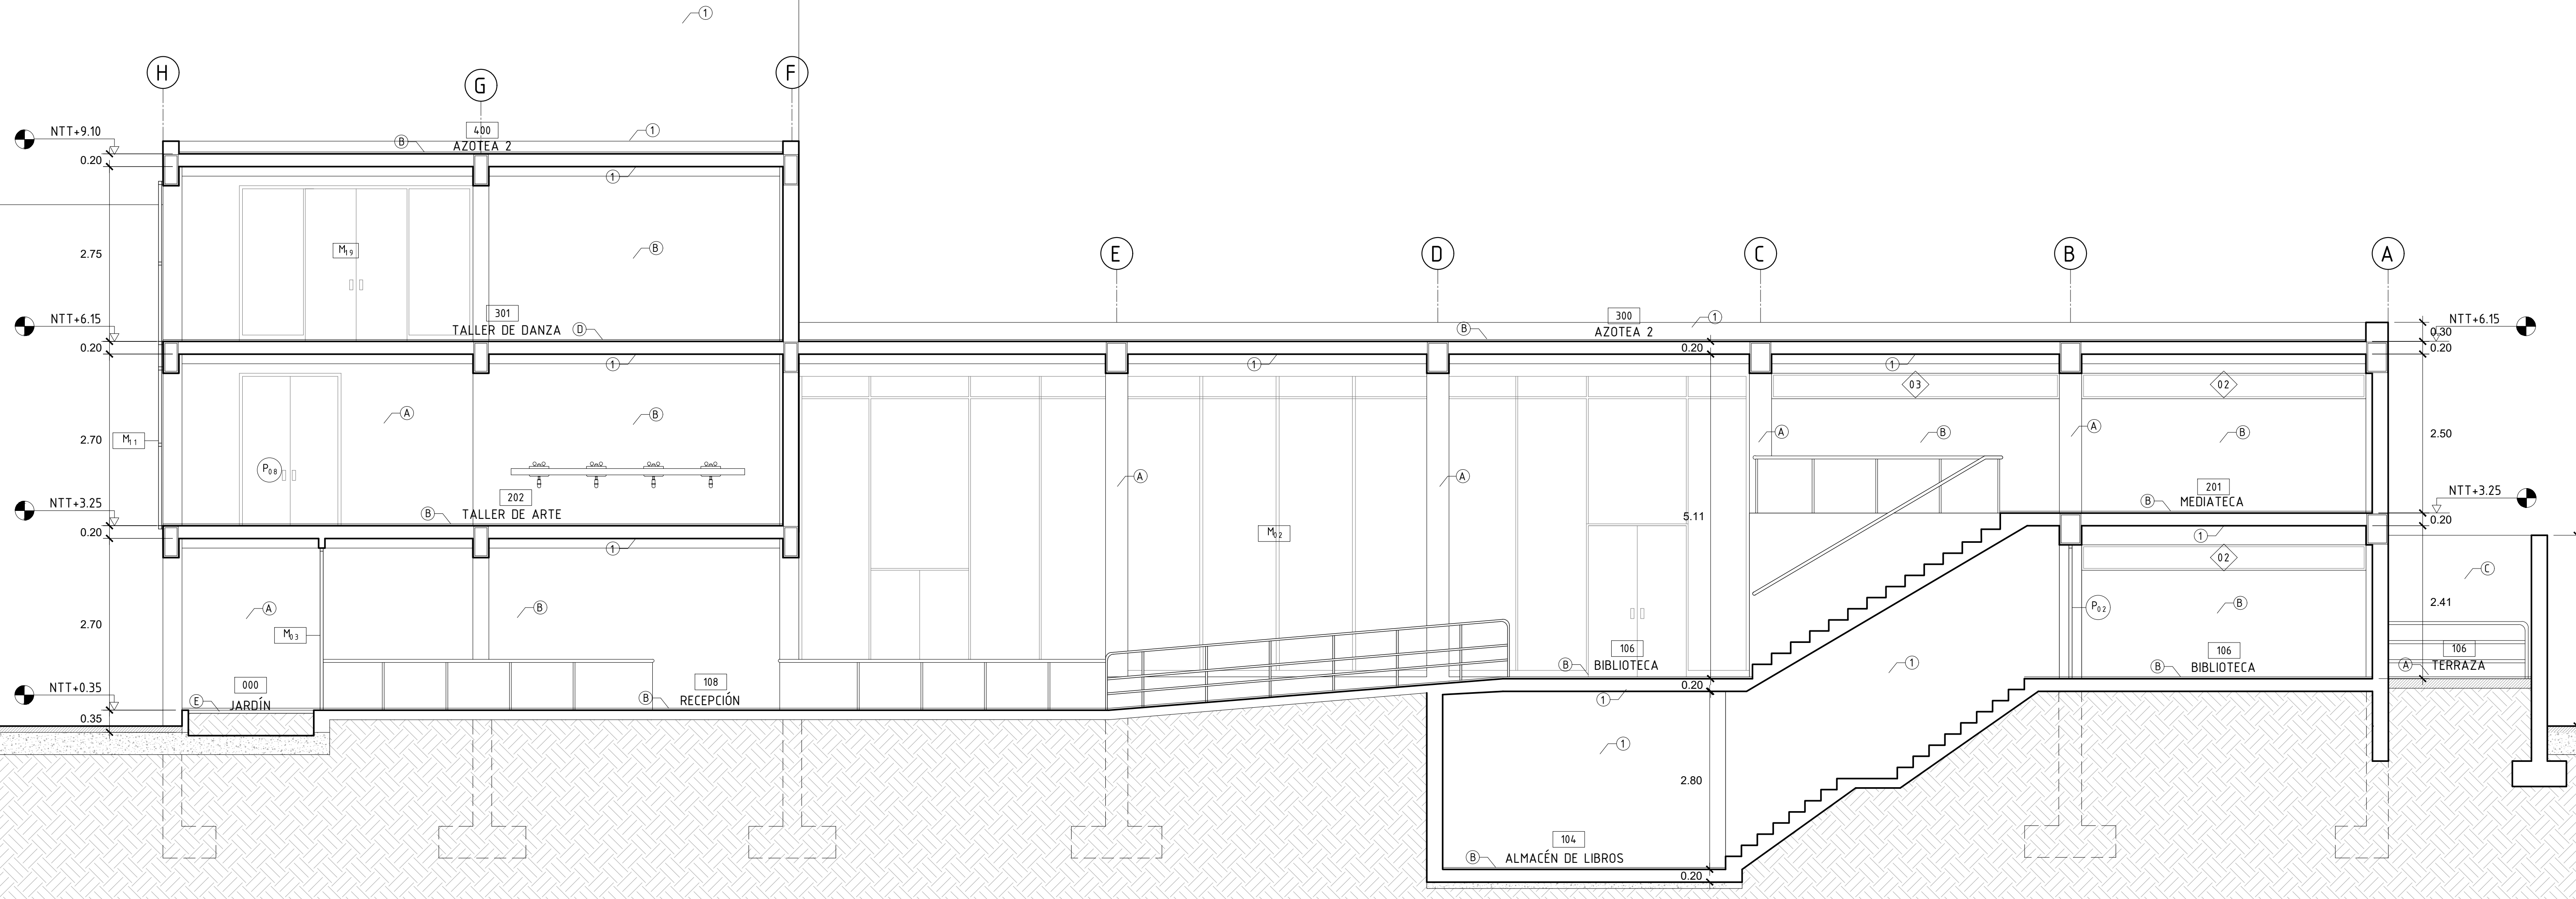 1
H
G
F
NTT+9.10
400
1
B
AZOTEA 2
0.20
1
M19
B
2.75
E
D
C
B
A
301
NTT+6.15
TALLER DE DANZA
D
300
1
B
AZOTEA 2
NTT+6.15
0.30
0.20
1
1
0.20
1
0.20
03
02
A
B
2.70
M11
P08
A
B
A
B
2.50
A
A
202
NTT+3.25
B
TALLER DE ARTE
201
B
MEDIATECA
NTT+3.25
5.11
0.20
0.20
1
M02
1
02
C
A
B
2.70
M03
P02
B
2.41
108
000
NTT+0.35
E
JARDÍN
B
RECEPCIÓN
106
B
BIBLIOTECA
1
106
B
BIBLIOTECA
106
A
TERRAZA
0.35
0.20
1
1
2.80
104
B
ALMACÉN DE LIBROS
0.20